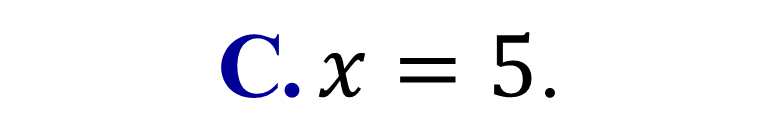 C. x = 5.